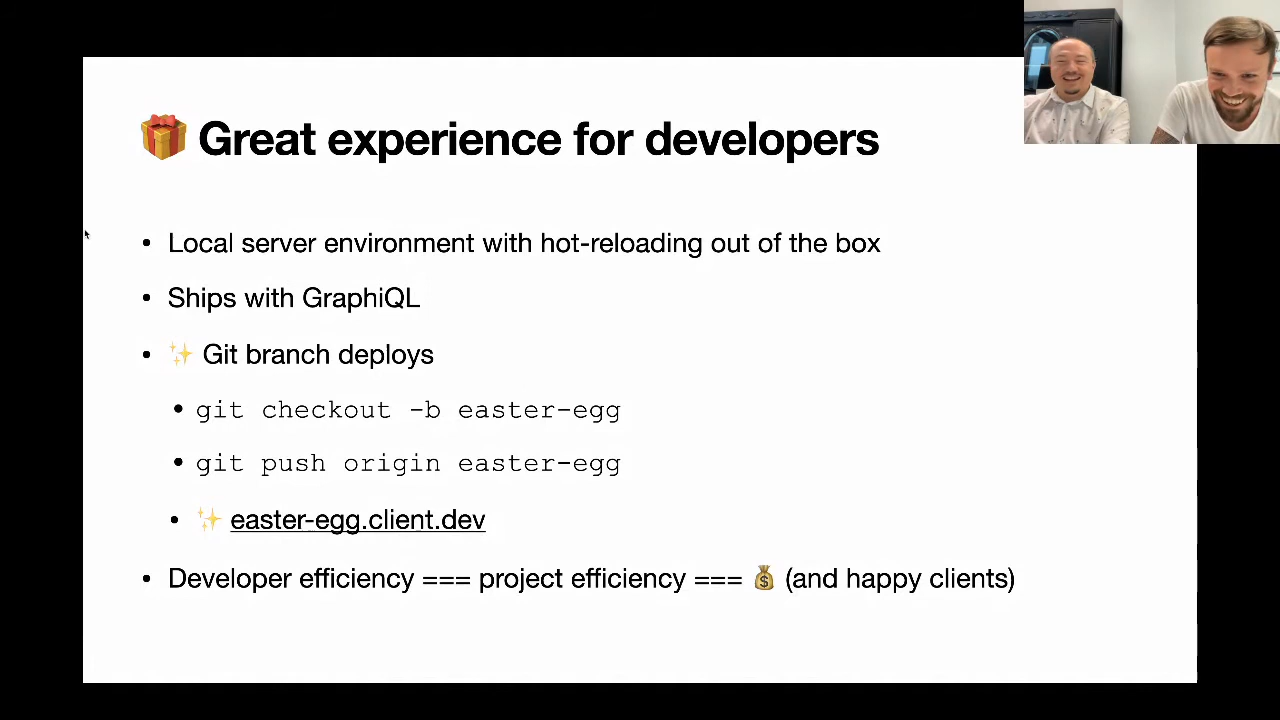 🎁 Great experience for developers
• Local server environment with hot-reloading out of the box
• Ships with GraphiQL
• ✨ Git branch deploys
• git checkout -b easter-egg
• git push origin easter-egg
• ✨ easter-egg.client.dev
• Developer efficiency === project efficiency === 💰 (and happy clients)